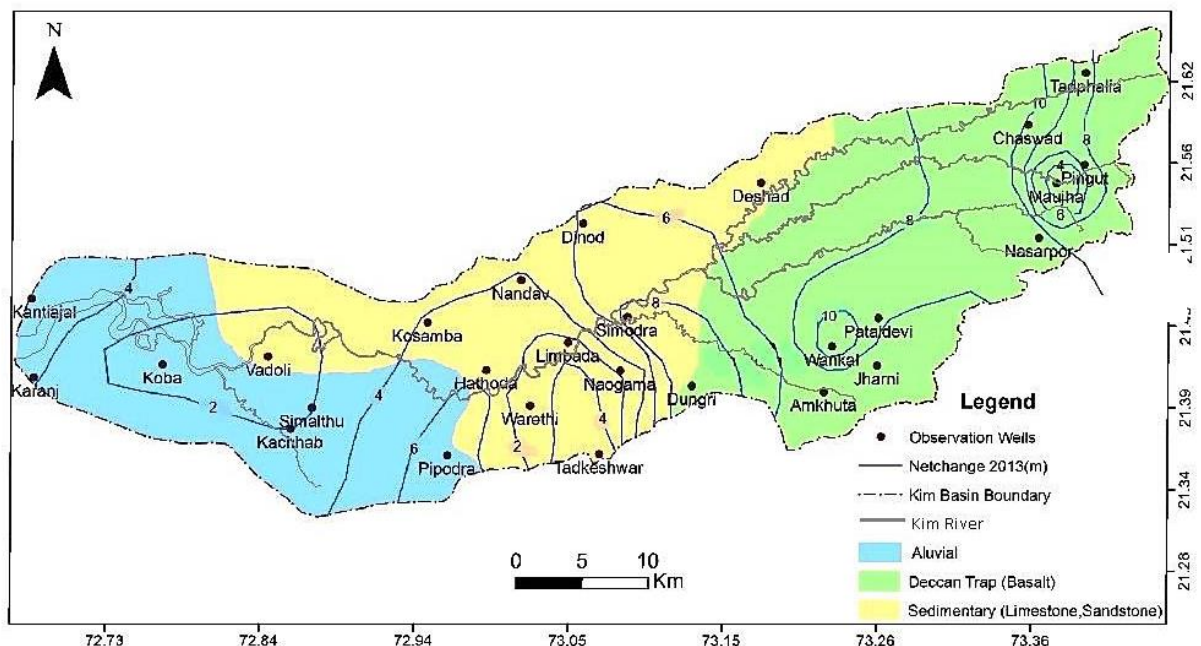 N
Tadphalia
10
Chaswad
8
4
Pingut
Maujha
6
Nasarpor
Deshad
6
8
Dinod
Nandav
4
Kantiajal
8
Simodra
10
Pataldevi
Kosamba
Limbada
Wankal
Jharni
Vadoli
Koba
Karanj
Hathoda
Naogama
Dungri
Amkhuta
4
2
Simalthu
Warethi
4
Kachhab
6
Pipodra
2
Tadkeshwar
Legend
Observation Wells
Netchange 2013(m)
Kim Basin Boundary
Kim River
Aluvial
Deccan Trap (Basalt)
Sedimentary (Limestone,Sandstone)
0 5 10
Km
21.62
21.56
21.51
21.39
21.34
21.28
72.73 72.84 72.94 73.05 73.15 73.26 73.36